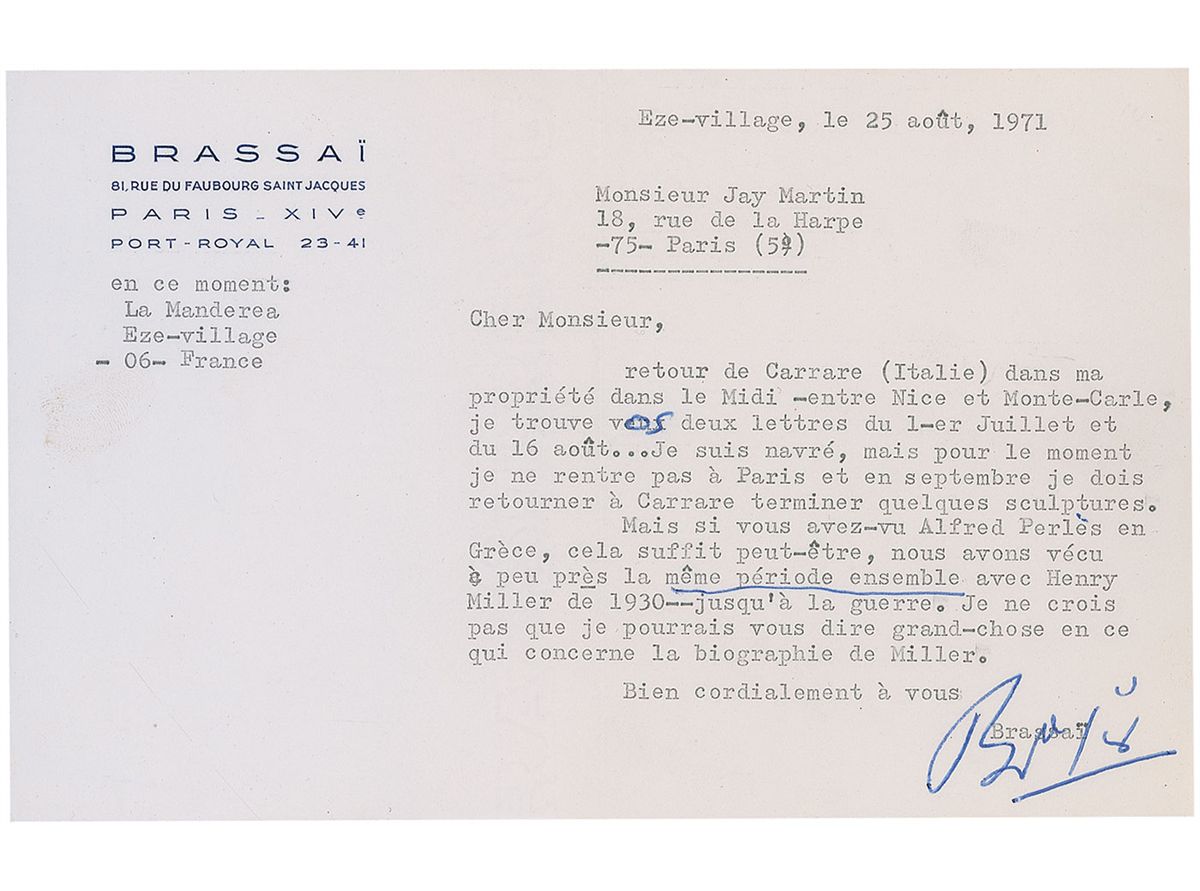 BRASSAÏ
81, RUE DU FAUBOURG SAINT JACQUES
PARIS - XIVe
PORT-ROYAL 23-41
en ce moment:
La Manderea
Eze-village
- 06- France
Eze-village, le 25 août, 1971
Monsieur Jay Martin
18, rue de la Harpe
-75- Paris (5è)
Cher Monsieur,
retour de Carrare (Italie) dans ma
propriété dans le Midi -entre Nice et Monte-Carle,
je trouve vos deux lettres du 1-er Juillet et
du 16 août...Je suis navré, mais pour le moment
je ne rentre pas à Paris et en septembre je dois
retourner à Carrare terminer quelques sculptures.
Mais si vous avez-vu Alfred Perlès en
Grèce, cela suffit peut-être, nous avons vécu
à peu près la même période ensemble avec Henry
Miller de 1930--jusqu'à la guerre. Je ne crois
pas que je pourrais vous dire grand-chose en ce
qui concerne la biographie de Miller.
Bien cordialement à vous
Brassaï
Brassaï